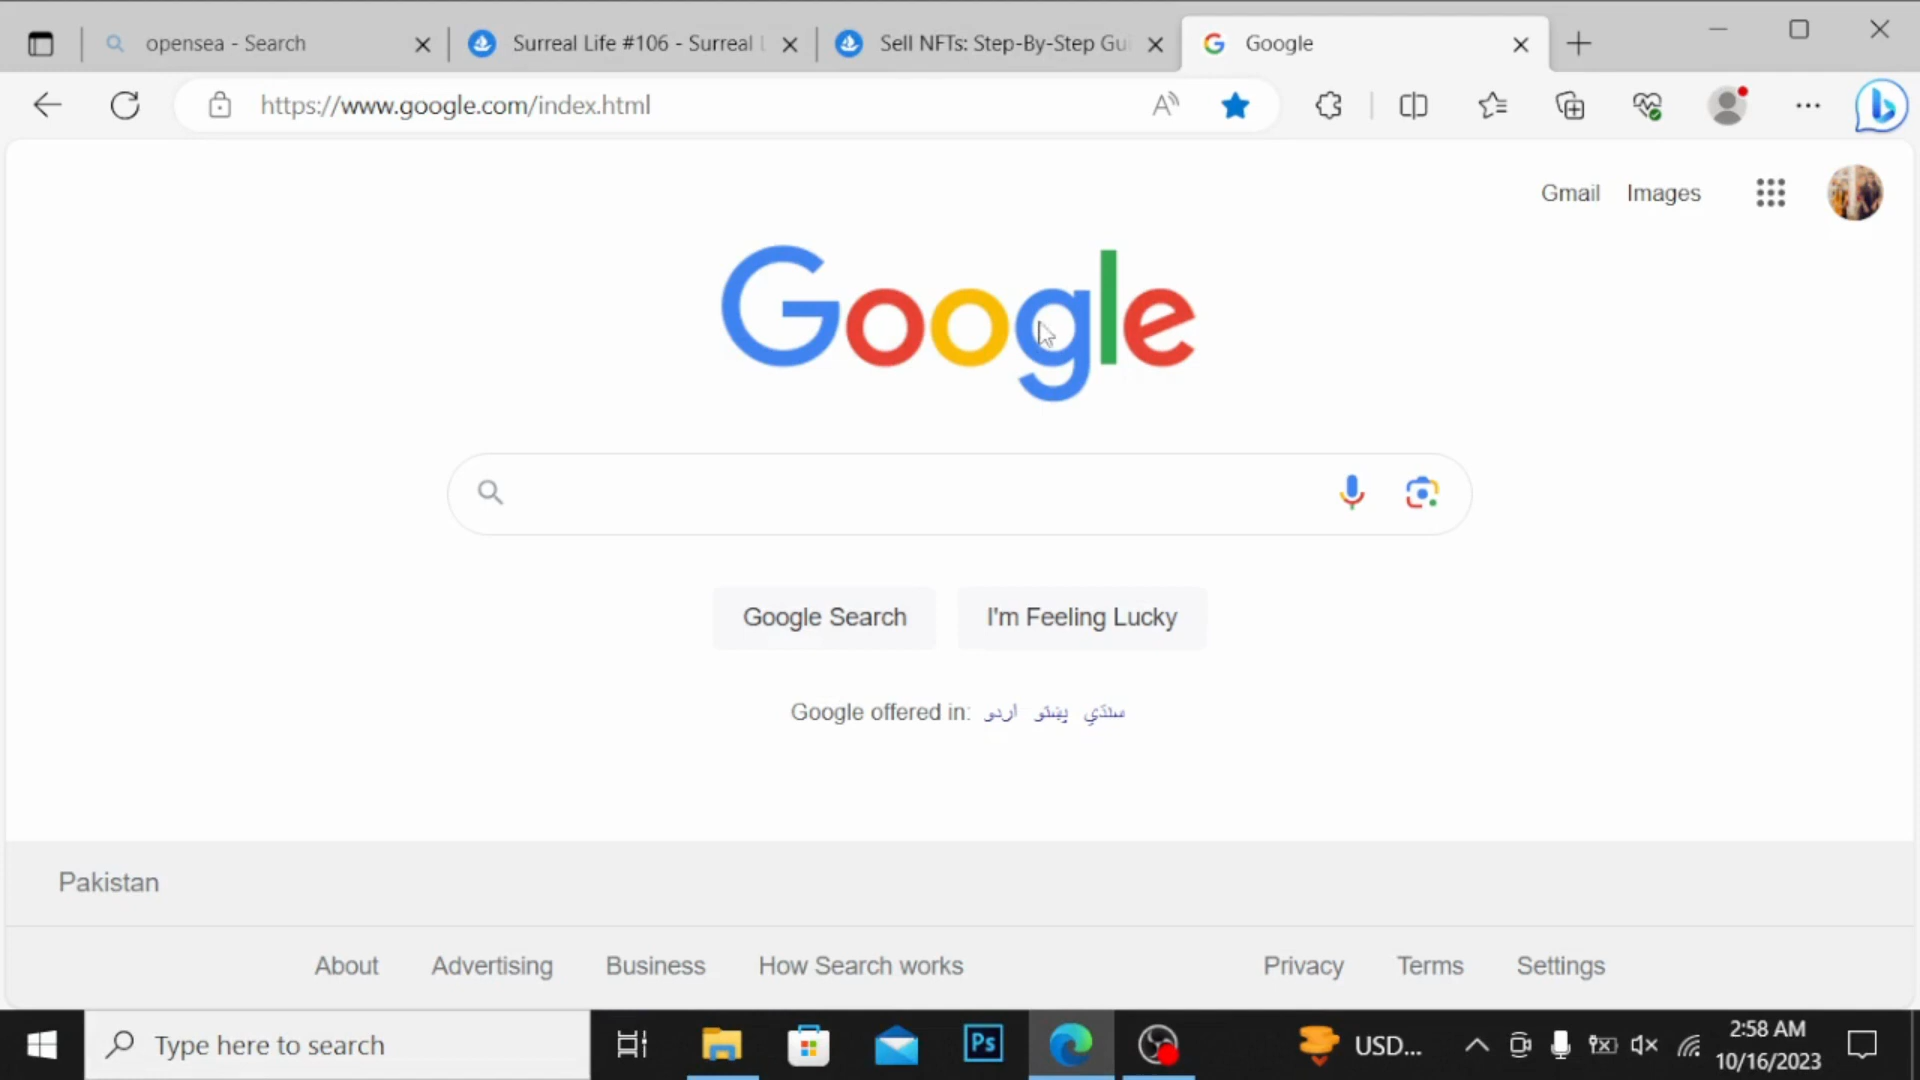 opensea - Search
Surreal Life #106 - Surreal L
Sell NFTs: Step-By-Step Gui
Google
https://www.google.com/index.html
Gmail Images
Google
Google Search
I'm Feeling Lucky
Google offered in: اردو پښتو سنڌي
Pakistan
About Advertising Business How Search works
Privacy Terms Settings
Type here to search
Ps
USD...
2:58 AM
10/16/2023